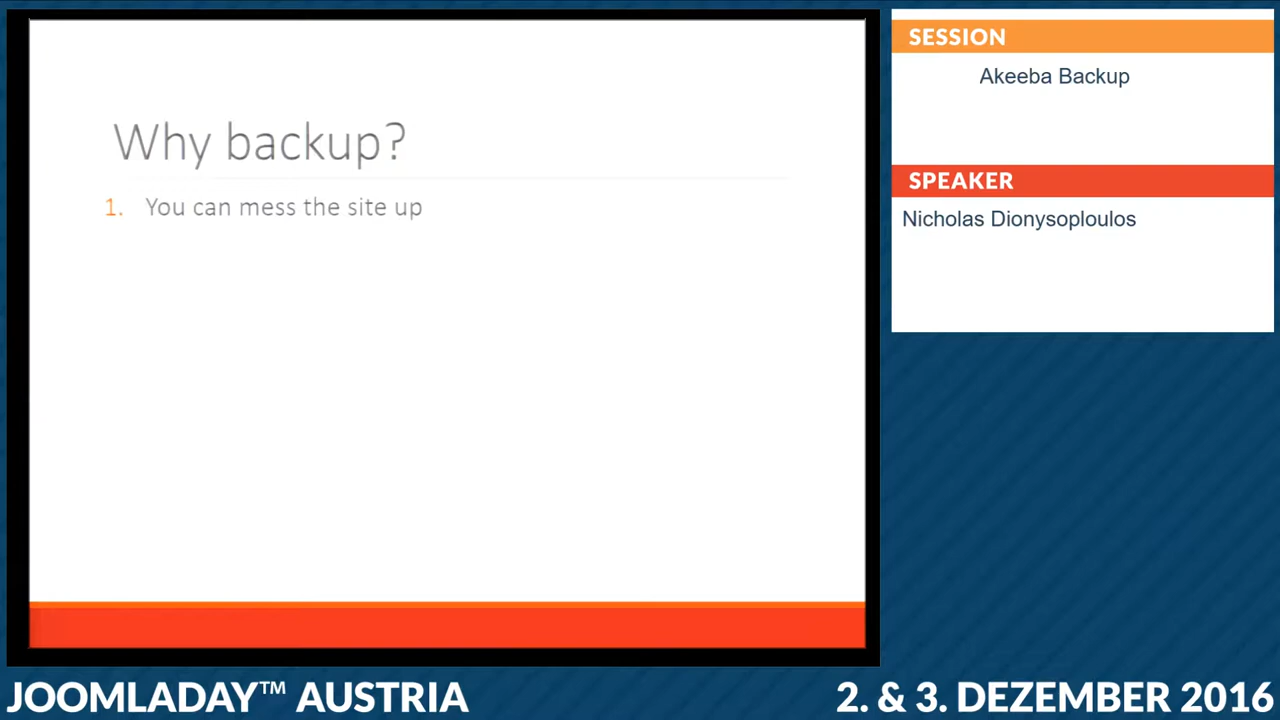 Why backup?
1. You can mess the site up
SESSION
Akeeba Backup
SPEAKER
Nicholas Dionysoploulos
JOOMLADAY™ AUSTRIA
2. & 3. DEZEMBER 2016